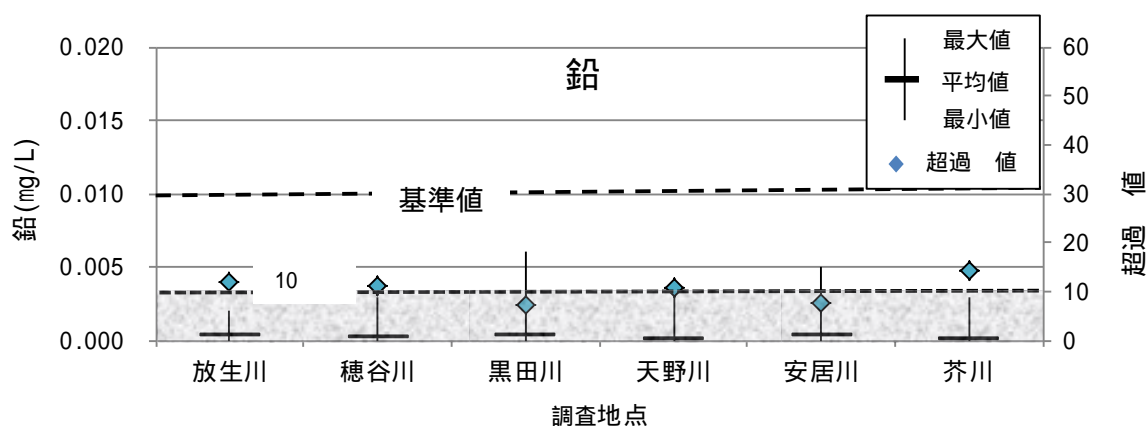 鉛
0.020
0.015
0.010
0.005
0.000
鉛(㎎/L)
60
50
40
30
20
10
0
超過 値
最大値
平均値
最小値
超過 値
基準値
10
放生川
穂谷川
黒田川
天野川
安居川
芥川
調査地点